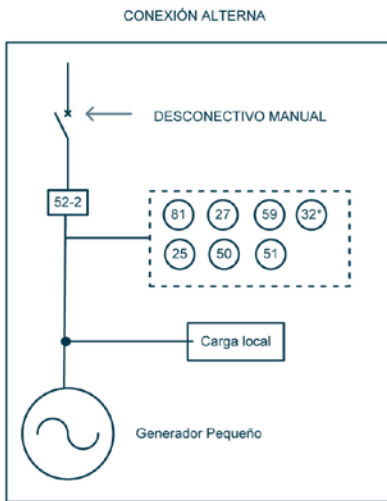 CONEXIÓN ALTERNA
DESCONECTIVO MANUAL
52-2
81 27 59 32*
25 50 51
Carga local
Generador Pequeño